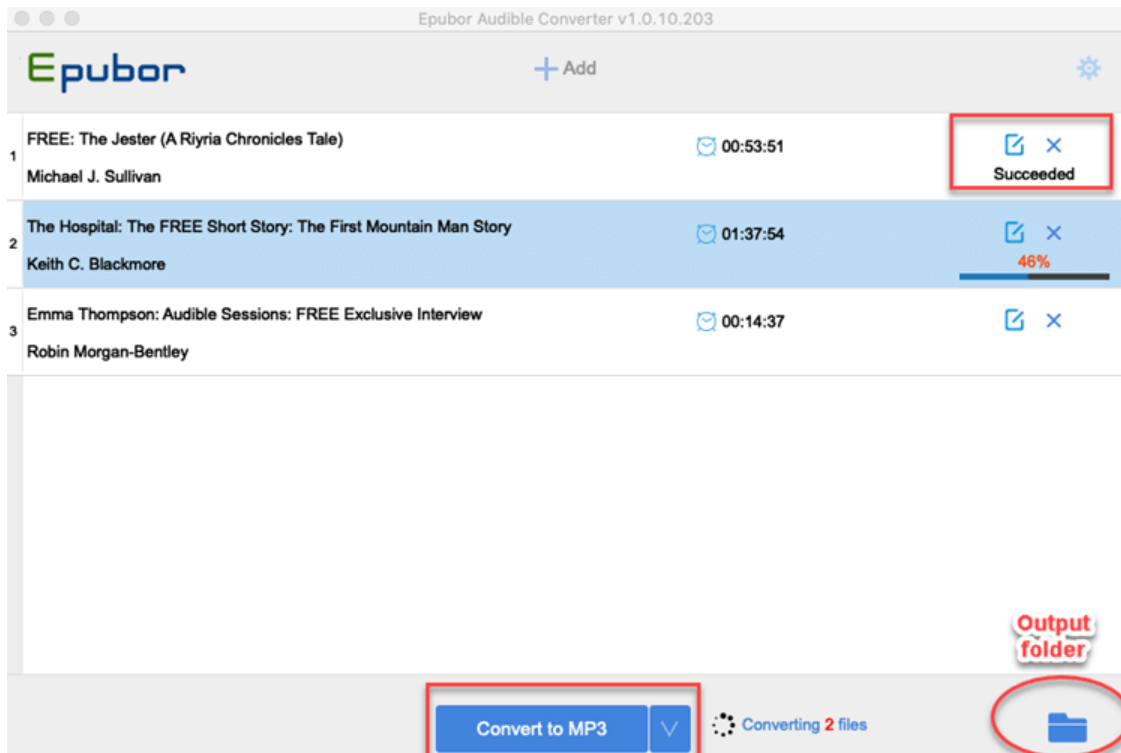 Epubor Audible Converter v1.0.10.203
Epubor
Add
1
FREE: The Jester (A Riyria Chronicles Tale)
Michael J. Sullivan
00:53:51
Succeeded
2
The Hospital: The FREE Short Story: The First Mountain Man Story
Keith C. Blackmore
01:37:54
46%
3
Emma Thompson: Audible Sessions: FREE Exclusive Interview
Robin Morgan-Bentley
00:14:37
Output
folder
Convert to MP3
Converting 2 files